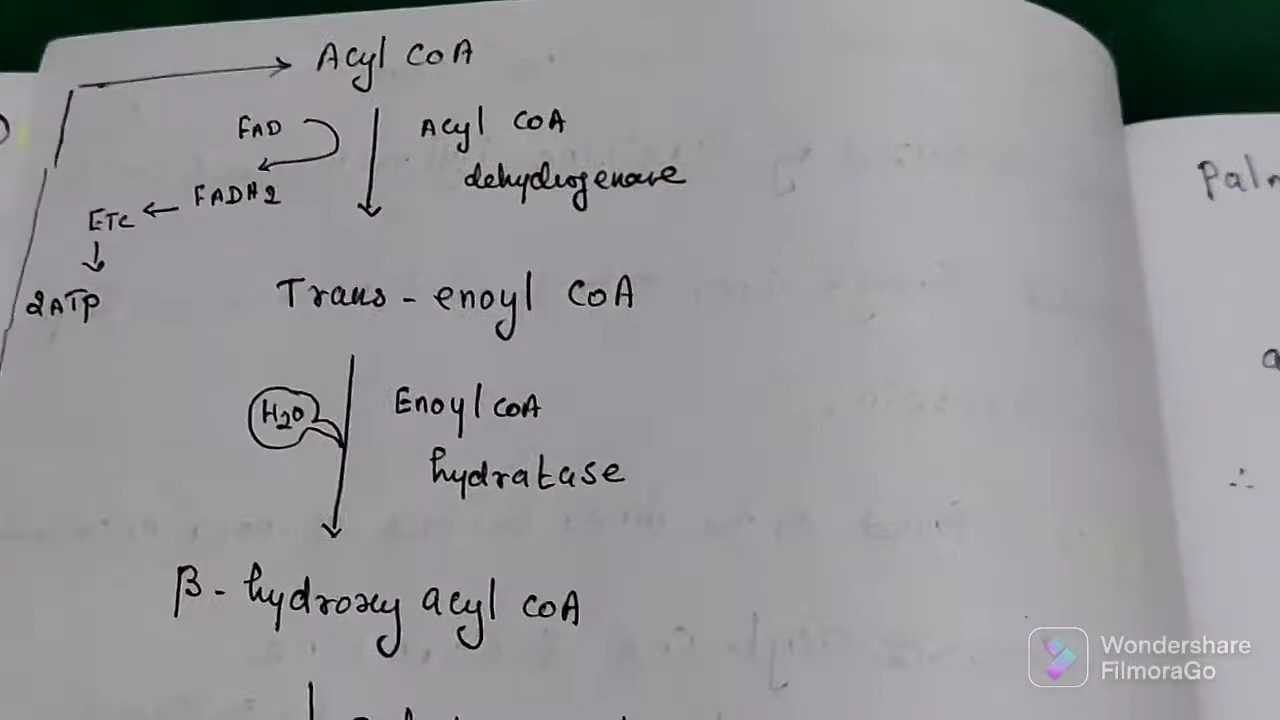 Acyl CoA
FAD
Acyl CoA
dehydrogenase
FADH2
ETC
2ATP
Trans - enoyl CoA
H2O
Enoyl CoA
hydratase
β - hydroxy acyl CoA
∴
Wondershare
FilmoraGo